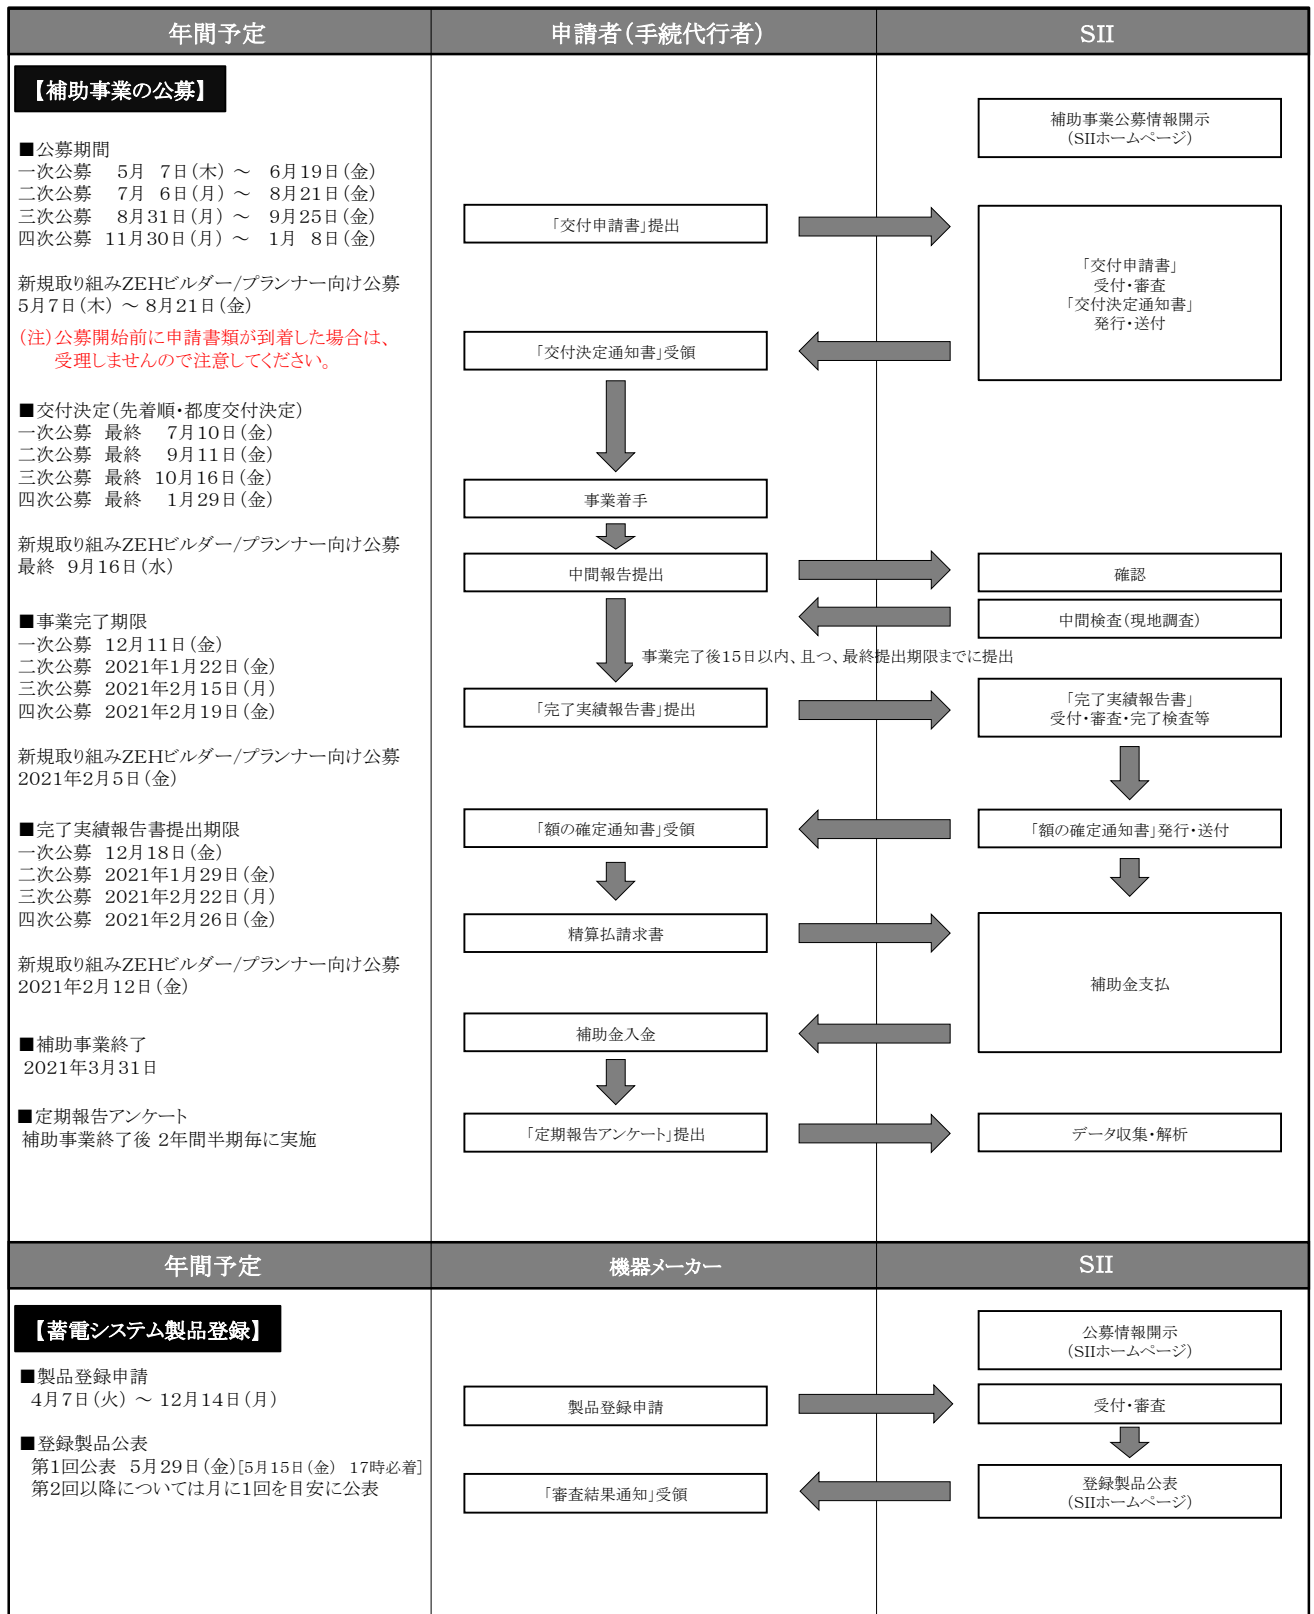 年間予定
申請者（手続代行者）
SII
【補助事業の公募】
■公募期間
一次公募　5月　7日（木）～　6月19日（金）
二次公募　7月　6日（月）～　8月21日（金）
三次公募　8月31日（月）～　9月25日（金）
四次公募 11月30日（月）～　1月　8日（金）
新規取り組みZEHビルダー/プランナー向け公募
5月7日（木）～ 8月21日（金）
（注）公募開始前に申請書類が到着した場合は、
受理しませんので注意してください。
■交付決定（先着順・都度交付決定）
一次公募 最終　7月10日（金）
二次公募 最終　9月11日（金）
三次公募 最終 10月16日（金）
四次公募 最終　1月29日（金）
新規取り組みZEHビルダー/プランナー向け公募
最終 9月16日（水）
■事業完了期限
一次公募 12月11日（金）
二次公募 2021年1月22日（金）
三次公募 2021年2月15日（月）
四次公募 2021年2月19日（金）
新規取り組みZEHビルダー/プランナー向け公募
2021年2月5日（金）
■完了実績報告書提出期限
一次公募 12月18日（金）
二次公募 2021年1月29日（金）
三次公募 2021年2月22日（月）
四次公募 2021年2月26日（金）
新規取り組みZEHビルダー/プランナー向け公募
2021年2月12日（金）
■補助事業終了
2021年3月31日
■定期報告アンケート
補助事業終了後 2年間半期毎に実施
「交付申請書」提出
「交付決定通知書」受領
事業着手
中間報告提出
事業完了後15日以内、且つ、最終提出期限までに提出
「完了実績報告書」提出
「額の確定通知書」受領
精算払請求書
補助金入金
「定期報告アンケート」提出
補助事業公募情報開示
（SIIホームページ）
「交付申請書」
受付・審査
「交付決定通知書」
発行・送付
確認
中間検査（現地調査）
「完了実績報告書」
受付・審査・完了検査等
「額の確定通知書」発行・送付
補助金支払
データ収集・解析
年間予定
機器メーカー
SII
【蓄電システム製品登録】
■製品登録申請
4月7日（火）～ 12月14日（月）
■登録製品公表
第1回公表 5月29日（金）［5月15日（金） 17時必着］
第2回以降については月に1回を目安に公表
製品登録申請
「審査結果通知」受領
公募情報開示
（SIIホームページ）
受付・審査
登録製品公表
（SIIホームページ）